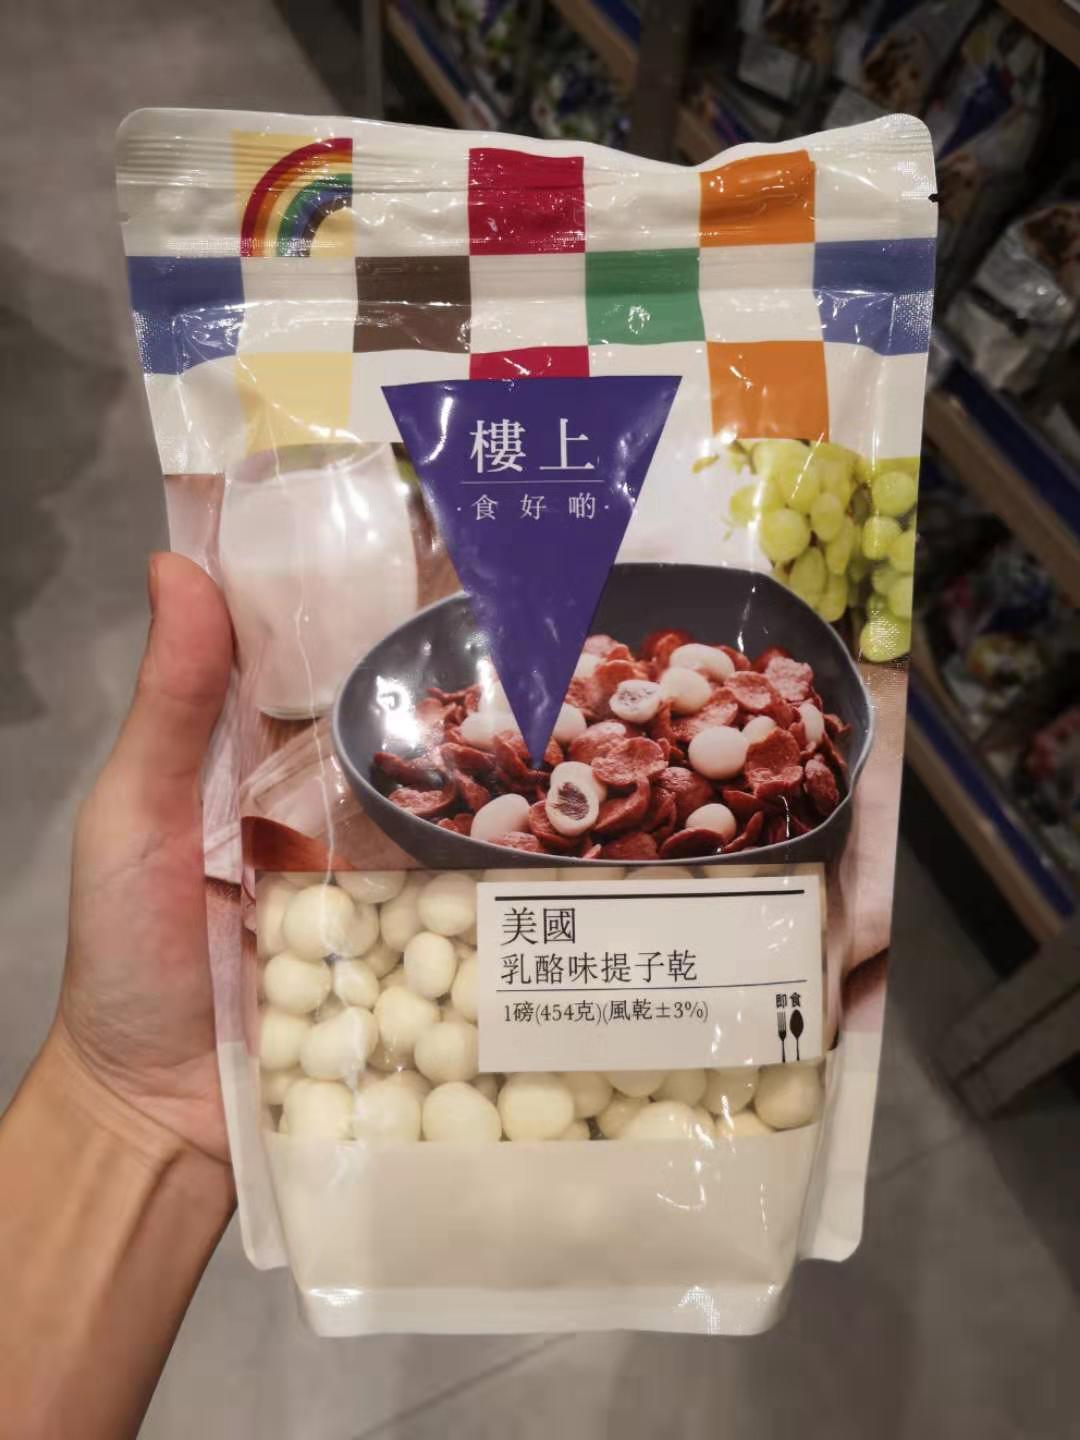 樓上
·食好啲·
美國
乳酪味提子乾
1磅(454克)(風乾±3%)
即食